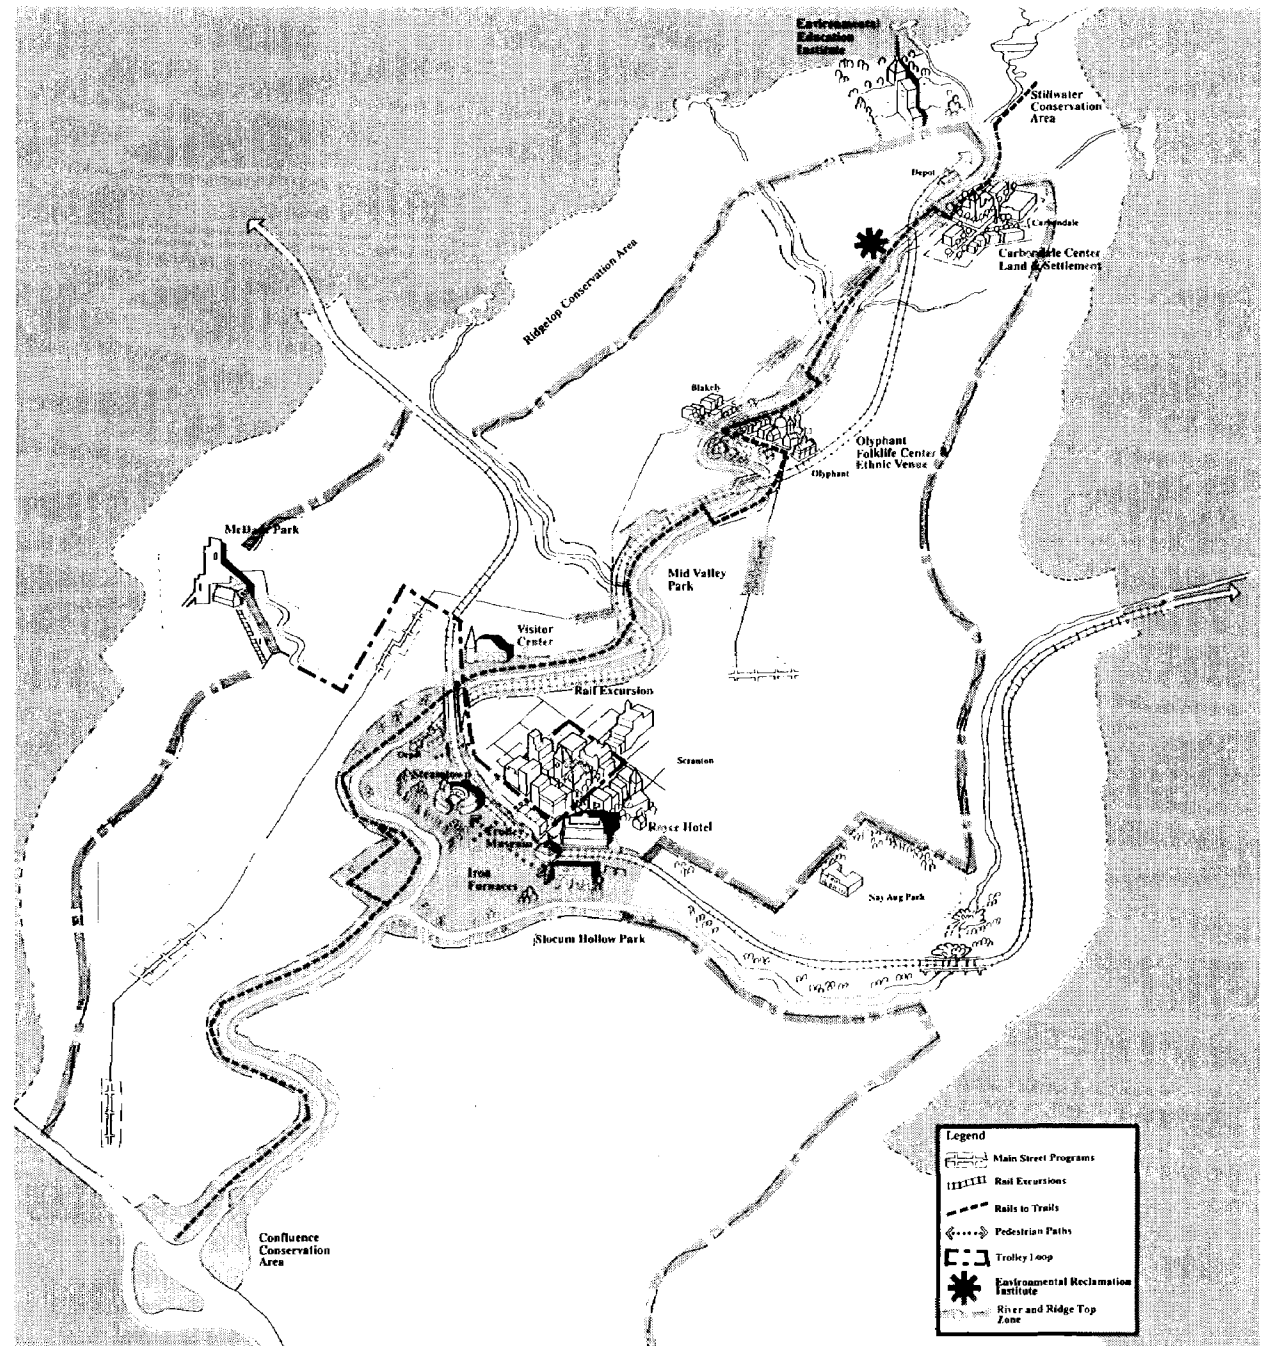 Environmental
Education
Institute
Stillwater
Conservation
Area
Depot
Carbondale
Carbondale Center
Land & Settlement
Ridgetop Conservation Area
Blakely
Olyphant
Folklife Center
Ethnic Venue
Olyphant
McDade Park
Mid Valley
Park
Visitor
Center
Rail Excursion
Depot
Steamtown
Scranton
Trolley
Museum
Royce Hotel
Iron
Furnaces
Nay Aug Park
Slocum Hollow Park
Confluence
Conservation
Area
Legend
Main Street Programs
Rail Excursions
Rails to Trails
Pedestrian Paths
Trolley Loop
Environmental Reclamation
Institute
River and Ridge Top
Zone